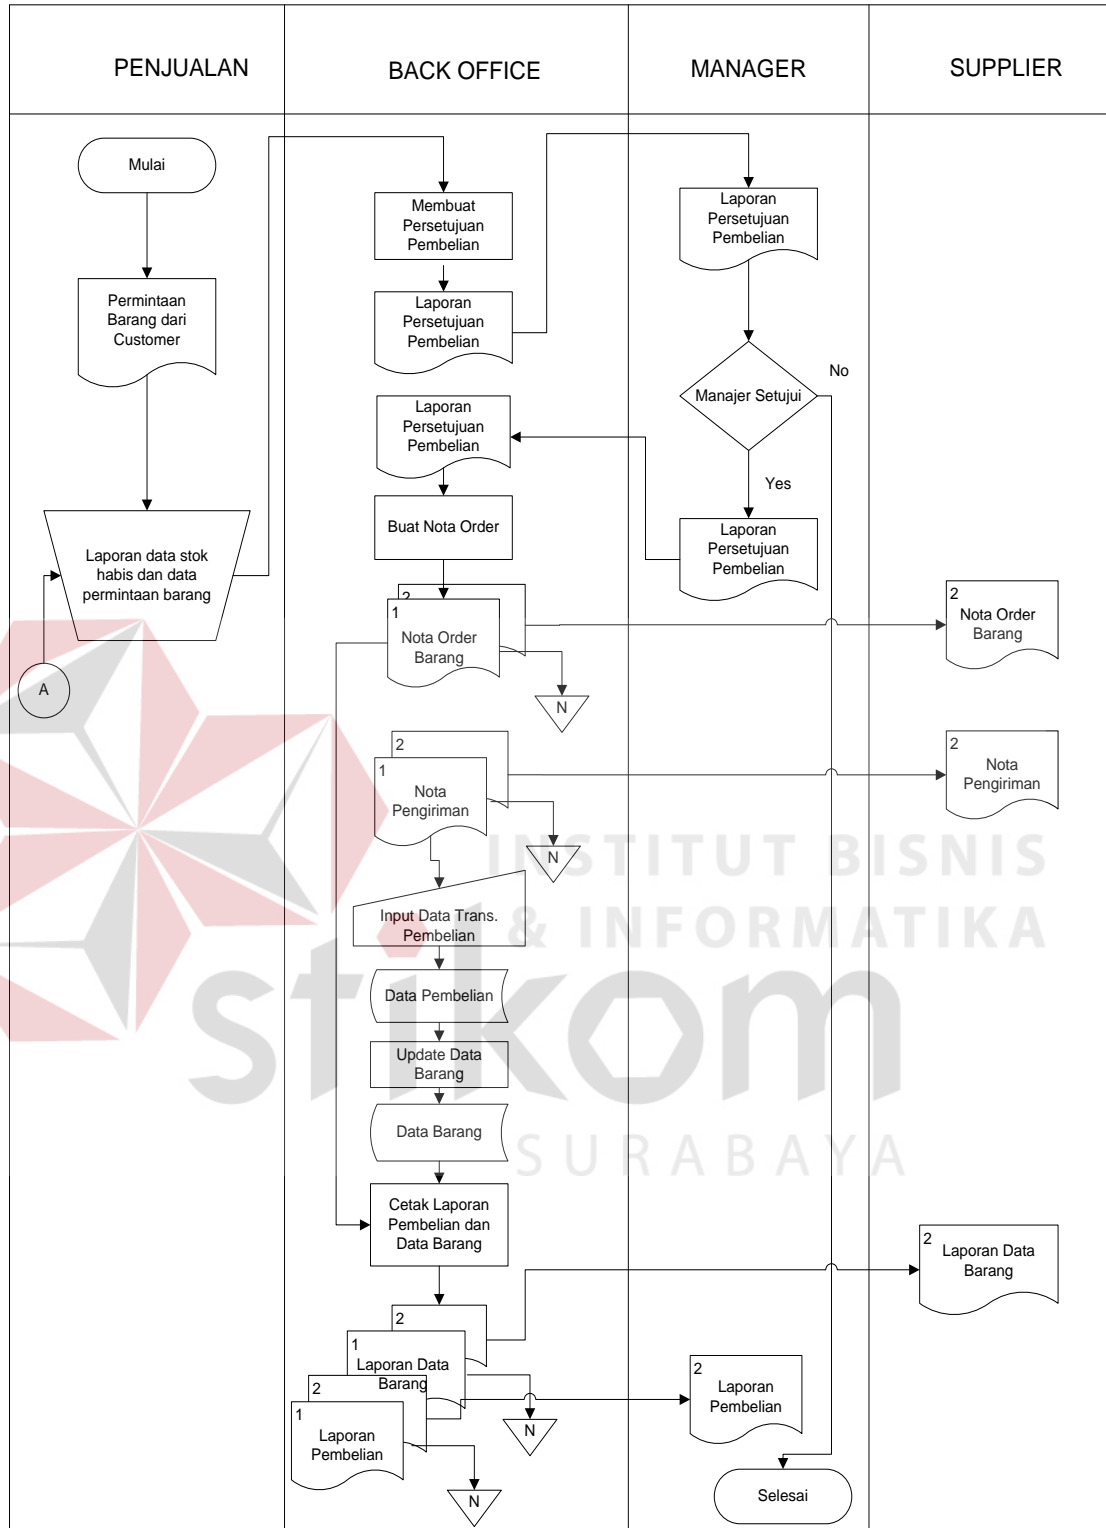 PENJUALAN
BACK OFFICE
MANAGER
SUPPLIER
Mulai
Permintaan
Barang dari
Customer
Laporan data stok
habis dan data
permintaan barang
A
Membuat
Persetujuan
Pembelian
Laporan
Persetujuan
Pembelian
Laporan
Persetujuan
Pembelian
Manajer Setujui
No
Yes
Laporan
Persetujuan
Pembelian
Laporan
Persetujuan
Pembelian
Buat Nota Order
2
1
Nota Order
Barang
N
2
Nota Order
Barang
2
1
Nota
Pengiriman
N
2
Nota
Pengiriman
Input Data Trans.
Pembelian
Data Pembelian
Update Data
Barang
Data Barang
Cetak Laporan
Pembelian dan
Data Barang
2
1
Laporan Data
Barang
N
2
Laporan Data
Barang
2
1
Laporan
Pembelian
N
2
Laporan
Pembelian
Selesai
INSTITUT BISNIS
& INFORMATIKA
stikom
SURABAYA